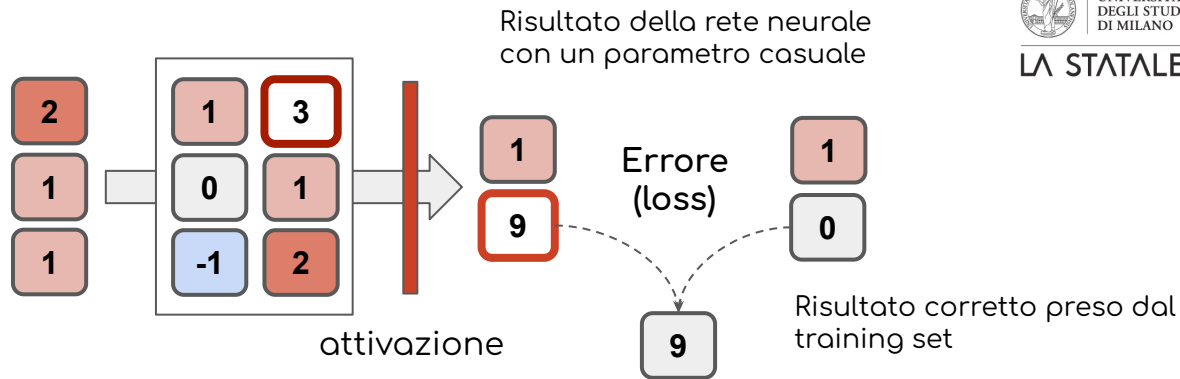 Risultato della rete neurale
con un parametro casuale
DEGLI STUDI
DI MILANO
LA STATALE
2
1
1
1 3
0 1
-1 2
attivazione
1
9
Errore
(loss)
1
0
9
Risultato corretto preso dal
training set